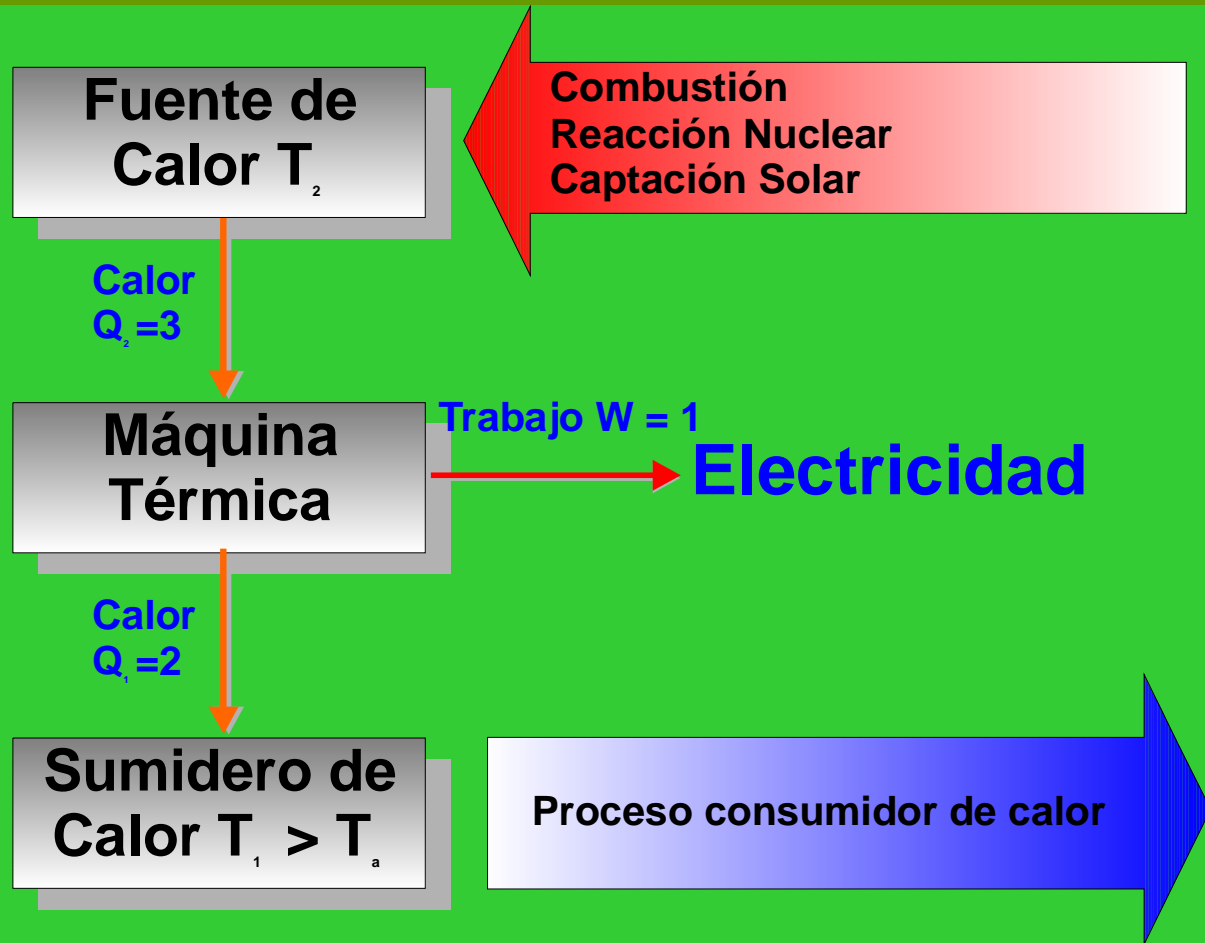 Fuente de
Calor T₂
Combustión
Reacción Nuclear
Captación Solar
Calor
Q₂ =3
Máquina
Térmica
Trabajo W = 1
Electricidad
Calor
Q₁ =2
Sumidero de
Calor T₁ > Tₐ
Proceso consumidor de calor